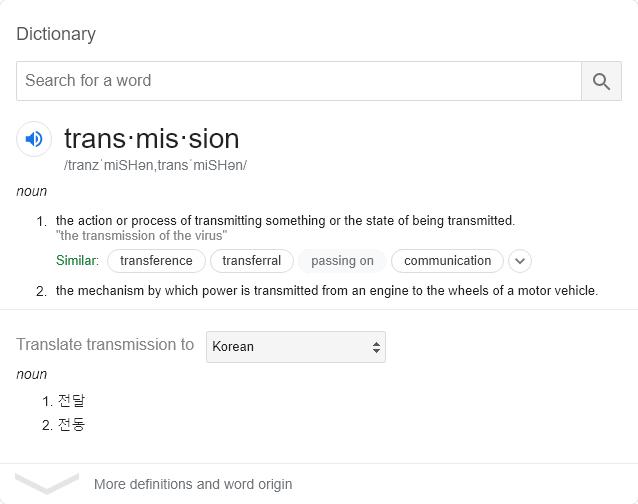 Dictionary
Search for a word
trans·mis·sion
/tranzˈmiSHən,transˈmiSHən/
noun
1. the action or process of transmitting something or the state of being transmitted.
"the transmission of the virus"
Similar: transference transferral passing on communication
2. the mechanism by which power is transmitted from an engine to the wheels of a motor vehicle.
Translate transmission to Korean
noun
1. 전달
2. 전동
More definitions and word origin